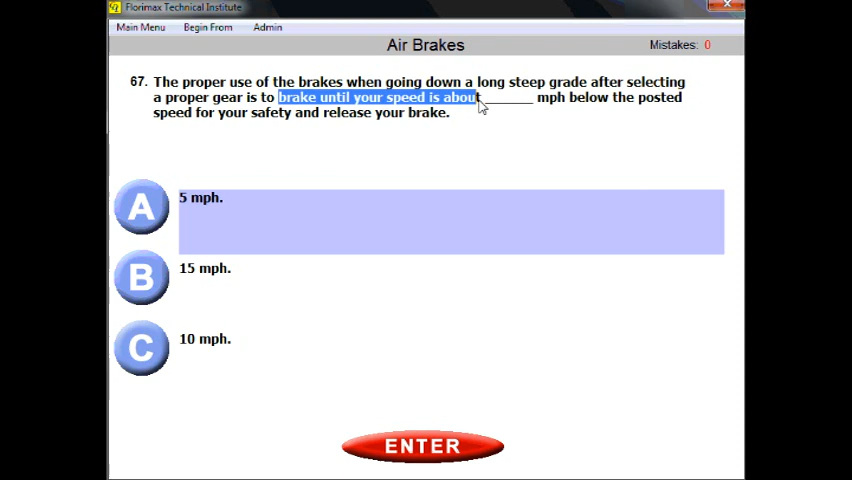 Florimax Technical Institute
Main Menu Begin From Admin
Air Brakes
Mistakes: 0
67. The proper use of the brakes when going down a long steep grade after selecting
a proper gear is to brake until your speed is about ______ mph below the posted
speed for your safety and release your brake.
A 5 mph.
B 15 mph.
C 10 mph.
ENTER